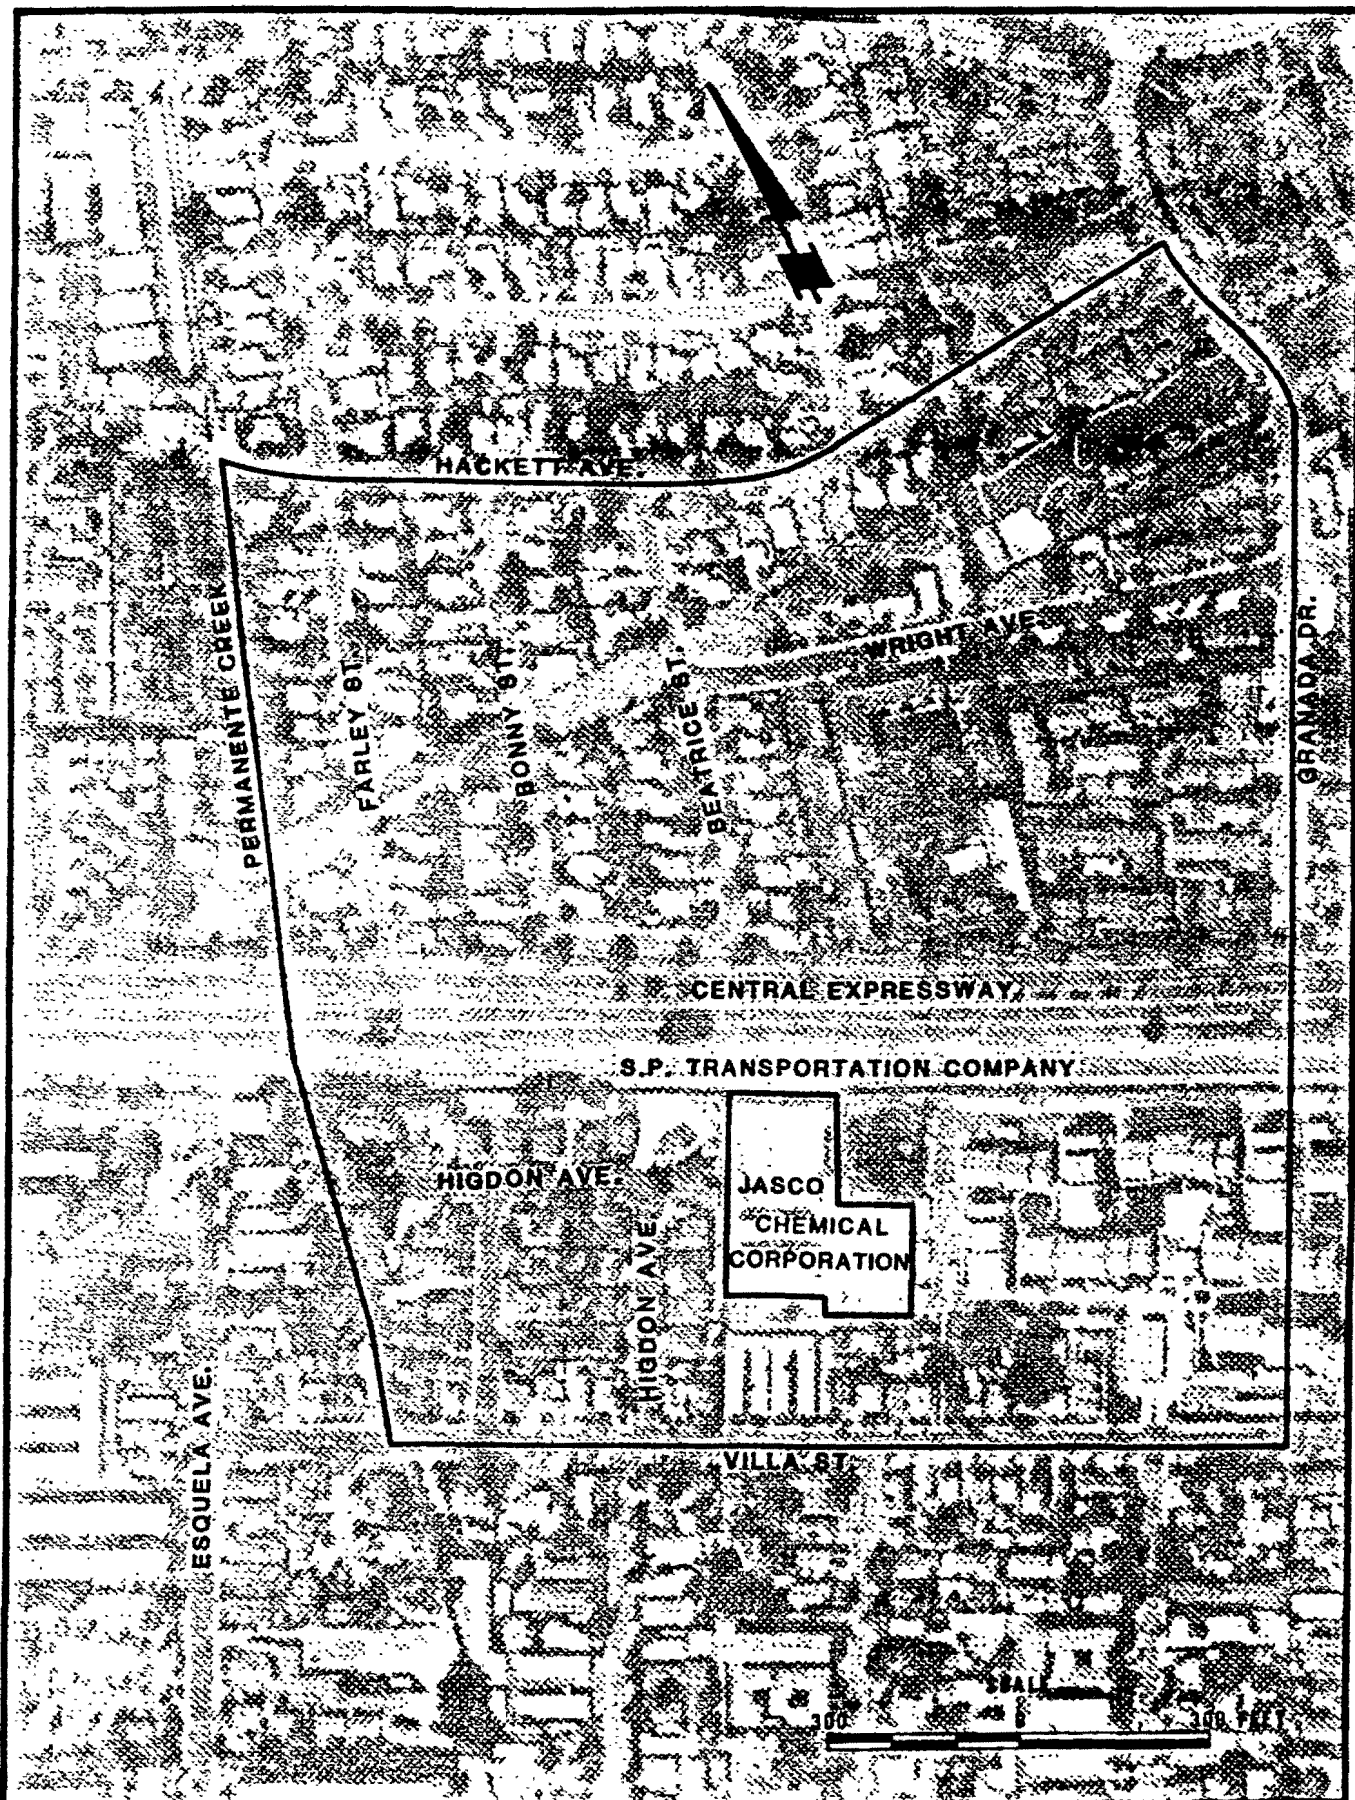 HACKETT AVE.
PERMANENTE CREEK
FARLEY ST.
BONNY ST.
BEATRICE ST.
WRIGHT AVE.
GRANADA DR.
CENTRAL EXPRESSWAY
S.P. TRANSPORTATION COMPANY
HIGDON AVE.
HIGDON AVE.
JASCO
CHEMICAL
CORPORATION
ESQUELA AVE.
VILLA ST.
SCALE
300 0 300 FEET